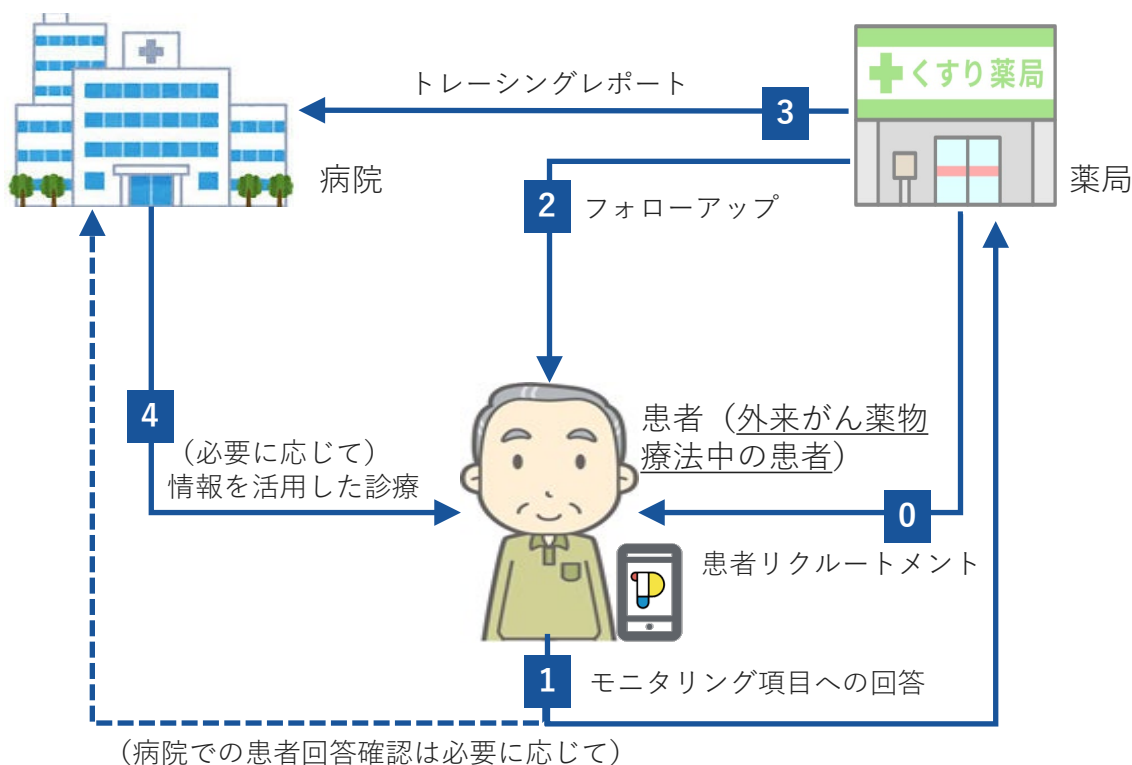 トレーシングレポート
3
くすり薬局
病院
薬局
2
フォローアップ
4
（必要に応じて）
情報を活用した診療
患者（外来がん薬物
療法中の患者）
0
患者リクルートメント
1
モニタリング項目への回答
（病院での患者回答確認は必要に応じて）